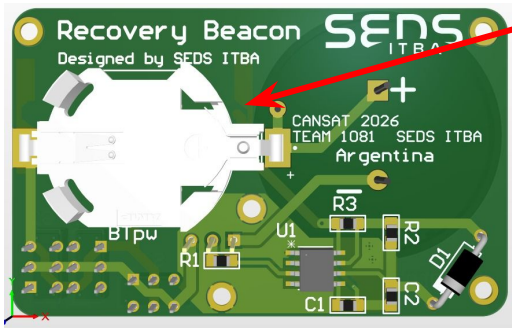 Recovery Beacon
SEDS
ITBA
Designed by SEDS ITBA
+
CANSAT 2026
TEAM 1081 SEDS ITBA
Argentina
+
BTpw
R3
U1
*
R2
R1
D1
C1
C2
X